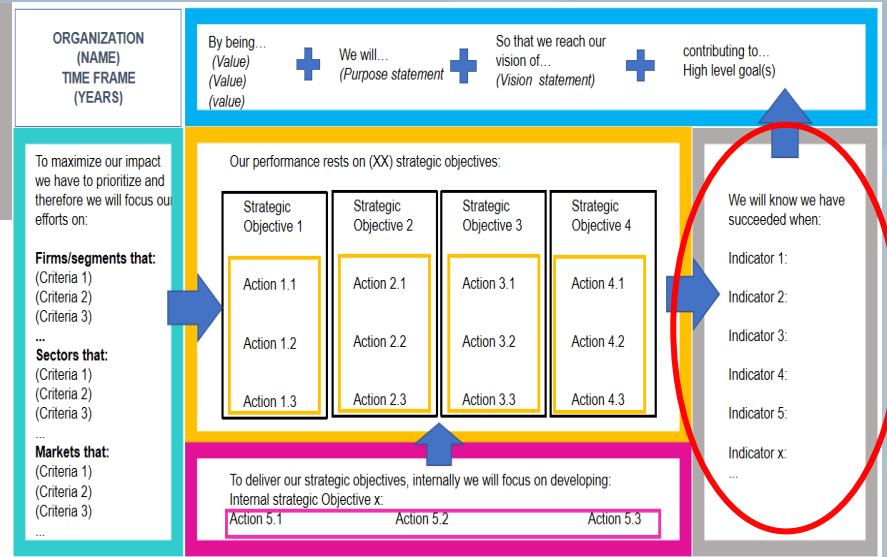 ORGANIZATION
(NAME)
TIME FRAME
(YEARS)
By being…
(Value)
(Value)
(value)
We will…
(Purpose statement
So that we reach our
vision of…
(Vision statement)
contributing to…
High level goal(s)
To maximize our impact
we have to prioritize and
therefore we will focus our
efforts on:
Firms/segments that:
(Criteria 1)
(Criteria 2)
(Criteria 3)
...
Sectors that:
(Criteria 1)
(Criteria 2)
(Criteria 3)
...
Markets that:
(Criteria 1)
(Criteria 2)
(Criteria 3)
...
Our performance rests on (XX) strategic objectives:
Strategic
Objective 1
Action 1.1
Action 1.2
Action 1.3
Strategic
Objective 2
Action 2.1
Action 2.2
Action 2.3
Strategic
Objective 3
Action 3.1
Action 3.2
Action 3.3
Strategic
Objective 4
Action 4.1
Action 4.2
Action 4.3
To deliver our strategic objectives, internally we will focus on developing:
Internal strategic Objective x:
Action 5.1 Action 5.2 Action 5.3
We will know we have
succeeded when:
Indicator 1:
Indicator 2:
Indicator 3:
Indicator 4:
Indicator 5:
Indicator x:
...